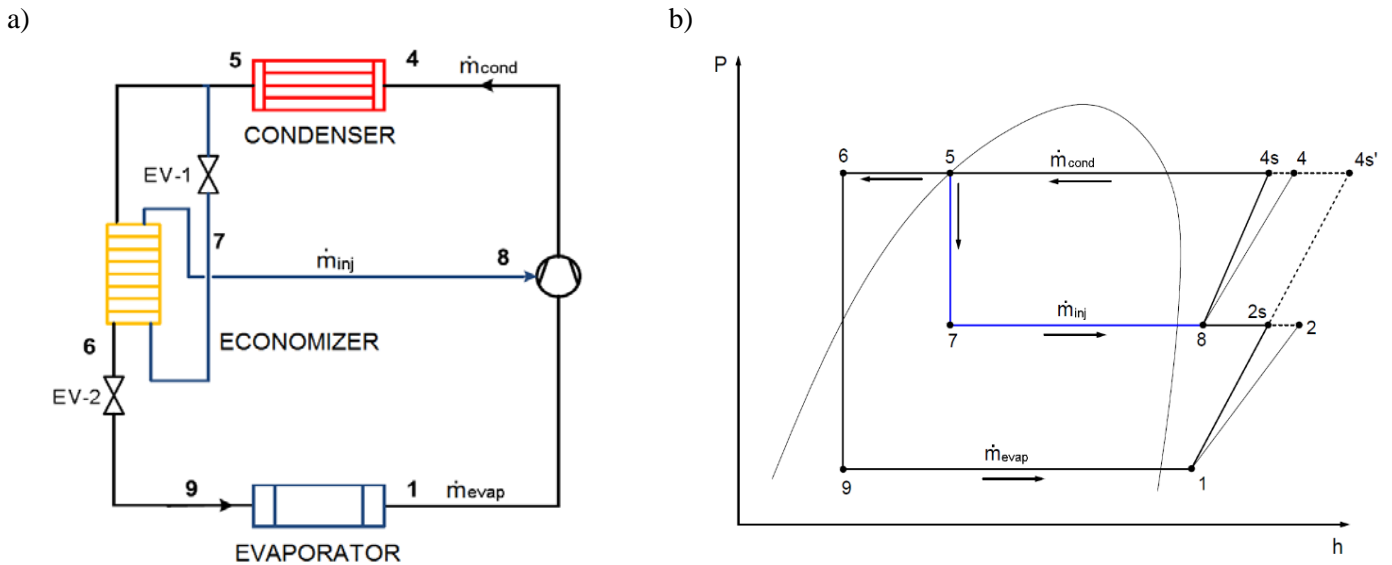 a)
5
4
ṁcond
CONDENSER
EV-1
7
ṁinj
8
ECONOMIZER
6
EV-2
9
1
ṁevap
EVAPORATOR
b)
P
6
5
ṁcond
4s
4
4s'
ṁinj
7
8
2s
2
ṁevap
9
1
h